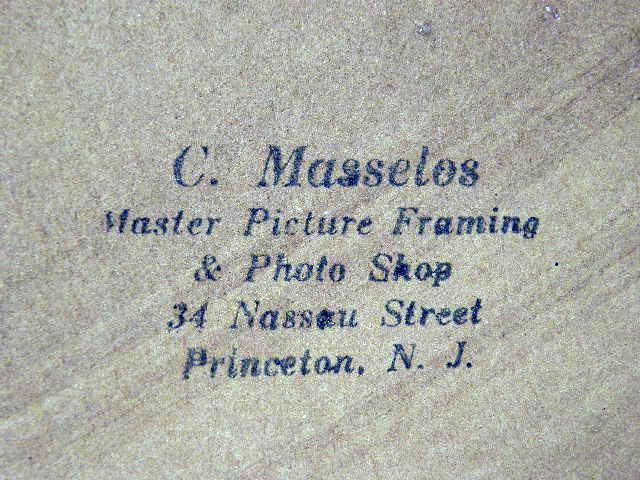 C. Masselos
Master Picture Framing
& Photo Shop
34 Nassau Street
Princeton, N. J.